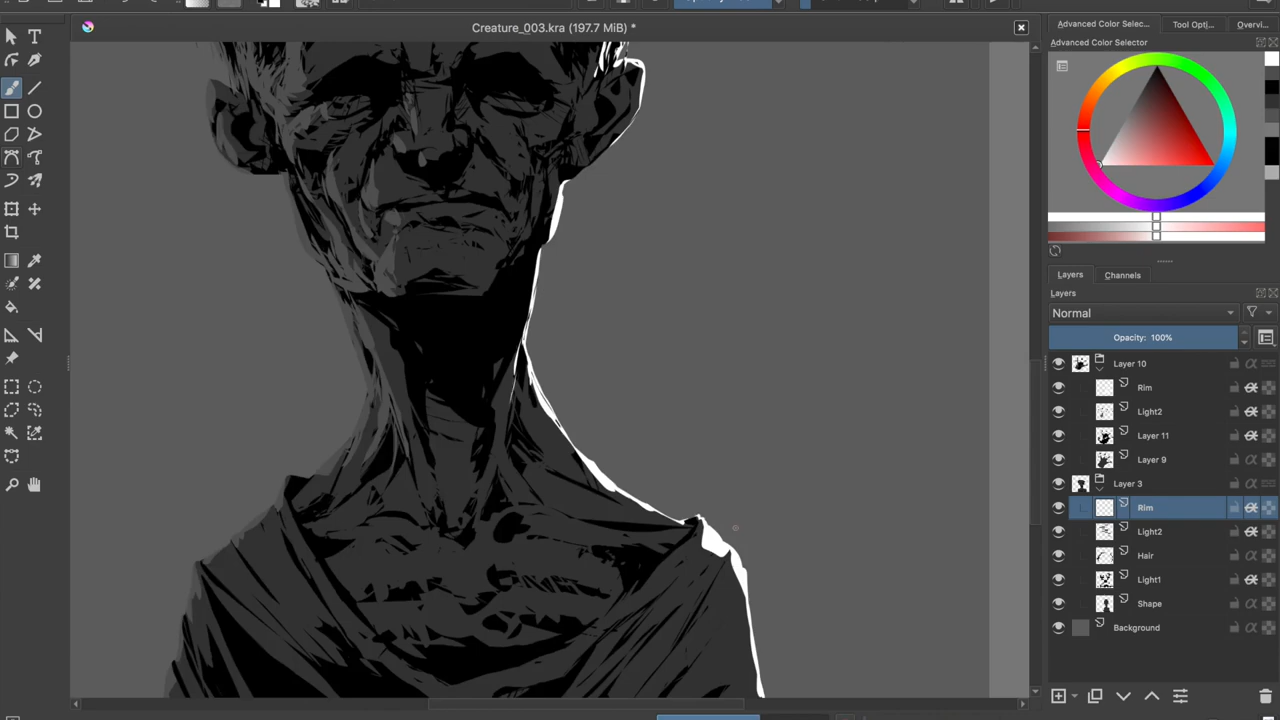 Creature_003.kra (197.7 MiB) *
Advanced Color Selec...
Tool Opti...
Overvi...
Advanced Color Selector
Layers
Channels
Layers
Normal
Opacity: 100%
Layer 10
Rim
Light2
Layer 11
Layer 9
Layer 3
Rim
Light2
Hair
Light1
Shape
Background